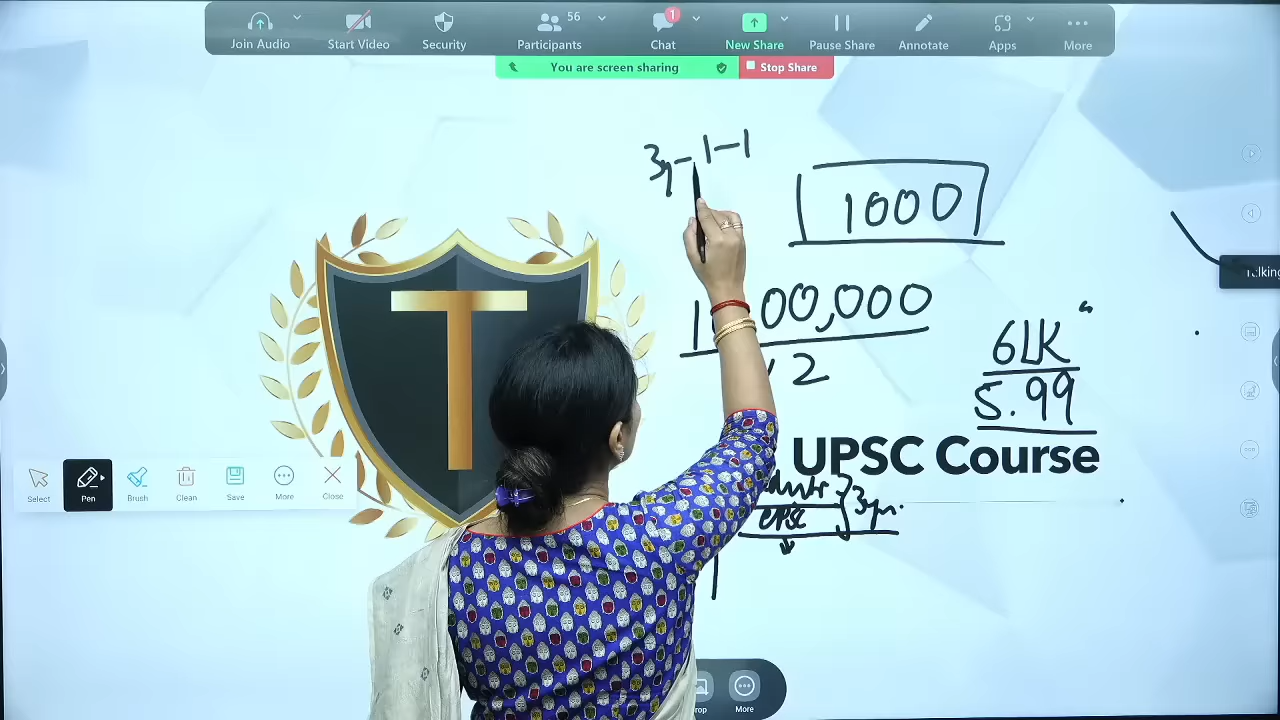 Join Audio Start Video Security Participants 56 Chat 1 New Share Pause Share Annotate Apps More
You are screen sharing Stop Share
3y-1-1
1000
00,000
2
6LK
5.99
T
UPSC Course
UPSC
3yr.
Select Pen Brush Clean Save More Close
More